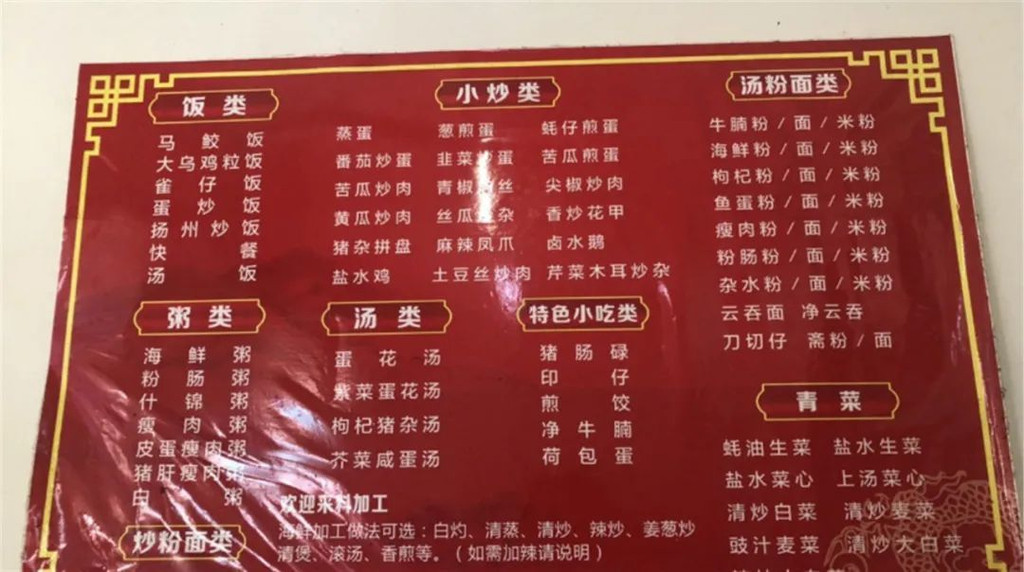 饭类
马鲛饭
大乌鸡粒饭
雀仔饭
蛋炒饭
扬州炒饭
快餐
汤饭
小炒类
蒸蛋 葱煎蛋 蚝仔煎蛋
番茄炒蛋 韭菜炒蛋 苦瓜煎蛋
苦瓜炒肉 青椒丝 尖椒炒肉
黄瓜炒肉 丝瓜杂 香炒花甲
猪杂拼盘 麻辣凤爪 卤水鹅
盐水鸡 土豆丝炒肉 芹菜木耳炒杂
汤粉面类
牛腩粉 / 面 / 米粉
海鲜粉 / 面 / 米粉
枸杞粉 / 面 / 米粉
鱼蛋粉 / 面 / 米粉
瘦肉粉 / 面 / 米粉
粉肠粉 / 面 / 米粉
杂水粉 / 面 / 米粉
云吞面 净云吞
刀切仔 斋粉 / 面
粥类
海鲜粥
粉肠粥
什锦粥
瘦肉粥
皮蛋瘦肉粥
猪肝瘦肉粥
白粥
汤类
蛋花汤
紫菜蛋花汤
枸杞猪杂汤
芥菜咸蛋汤
特色小吃类
猪肠碌
印仔
煎饺
净牛腩
荷包蛋
青菜
蚝油生菜 盐水生菜
盐水菜心 上汤菜心
清炒白菜 清炒麦菜
豉汁麦菜 清炒大白菜
炒粉面类
欢迎来料加工
海鲜加工做法可选：白灼、清蒸、清炒、辣炒、姜葱炒
清煲、滚汤、香煎等。（如需加辣请说明）